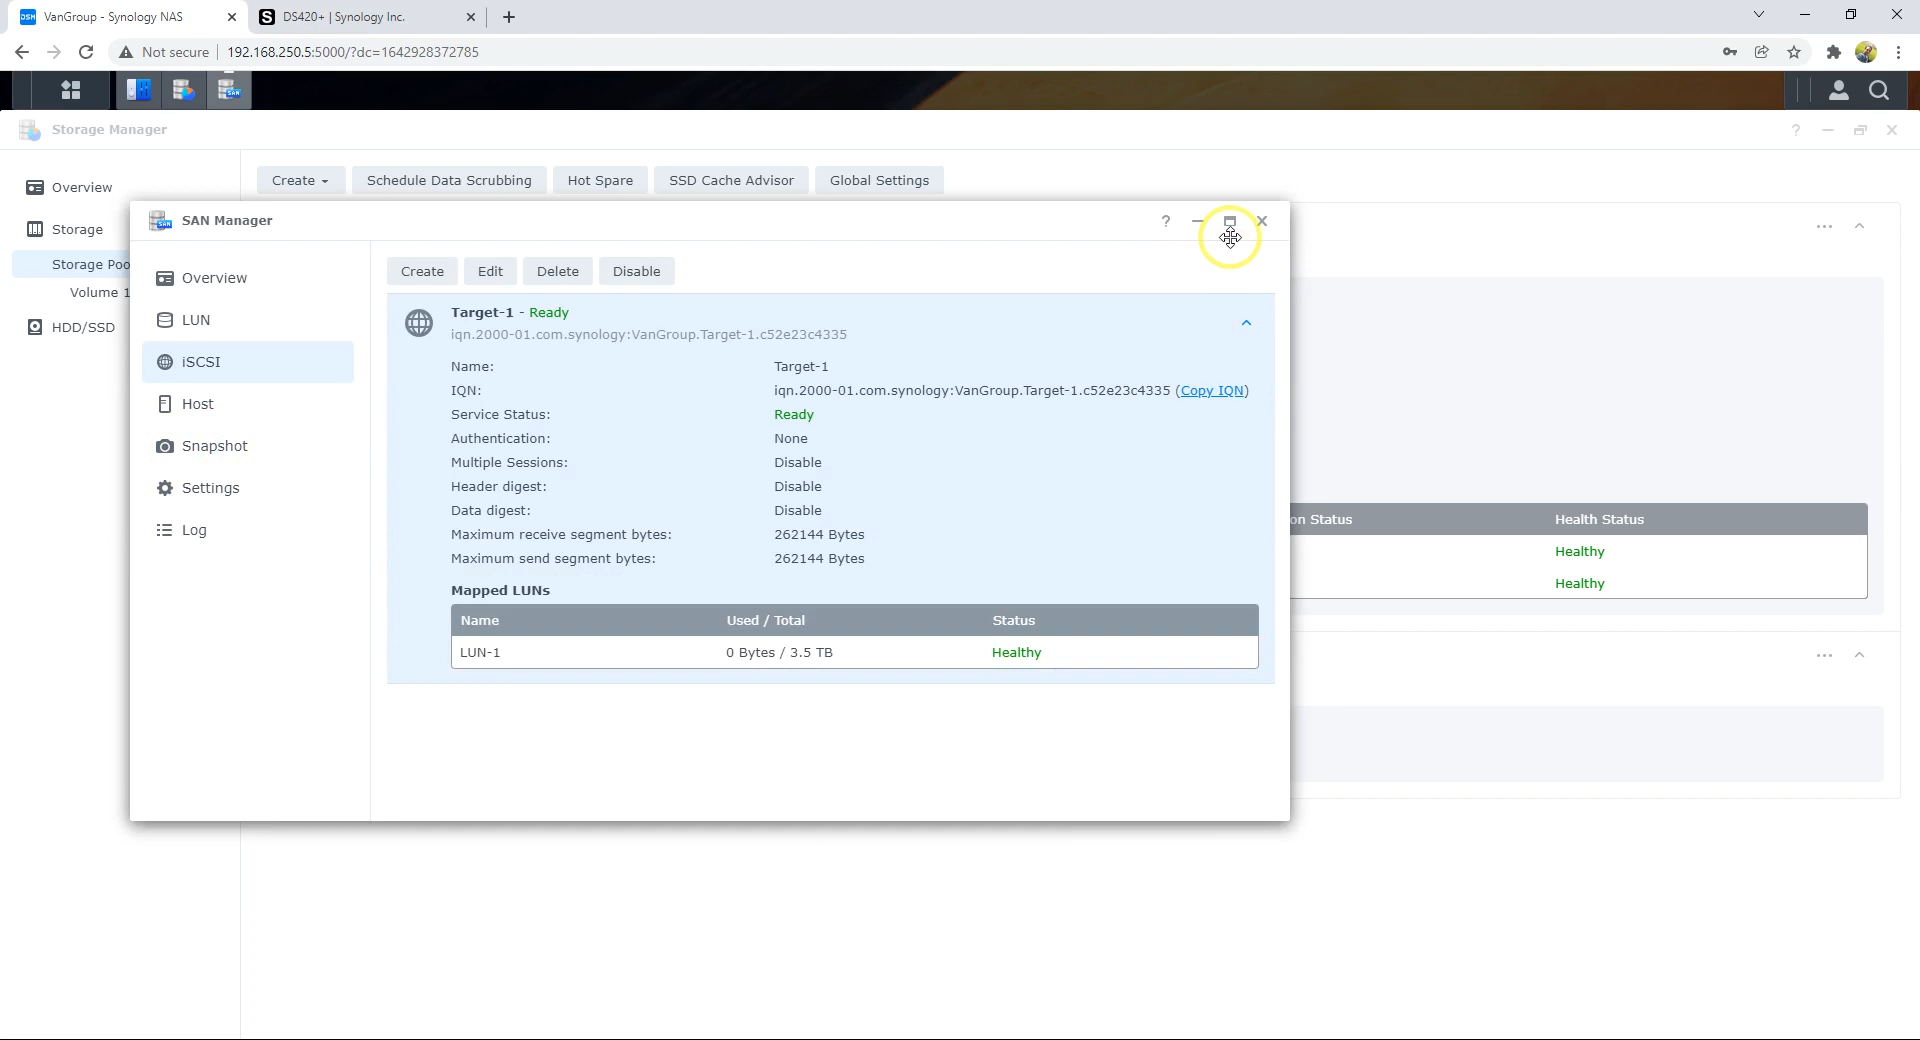 VanGroup - Synology NAS
DS420+ | Synology Inc.
Not secure
192.168.250.5:5000/?dc=1642928372785
SAN
Storage Manager
?
Overview
Create
Schedule Data Scrubbing
Hot Spare
SSD Cache Advisor
Global Settings
Storage
Storage Poo
Volume 1
HDD/SSD
SAN Manager
?
Overview
LUN
iSCSI
Host
Snapshot
Settings
Log
Create
Edit
Delete
Disable
Target-1 - Ready
iqn.2000-01.com.synology:VanGroup.Target-1.c52e23c4335
Name: Target-1
IQN: iqn.2000-01.com.synology:VanGroup.Target-1.c52e23c4335 (Copy IQN)
Service Status: Ready
Authentication: None
Multiple Sessions: Disable
Header digest: Disable
Data digest: Disable
Maximum receive segment bytes: 262144 Bytes
Maximum send segment bytes: 262144 Bytes
Mapped LUNs
Name Used / Total Status
LUN-1 0 Bytes / 3.5 TB Healthy
on Status Health Status
Healthy
Healthy